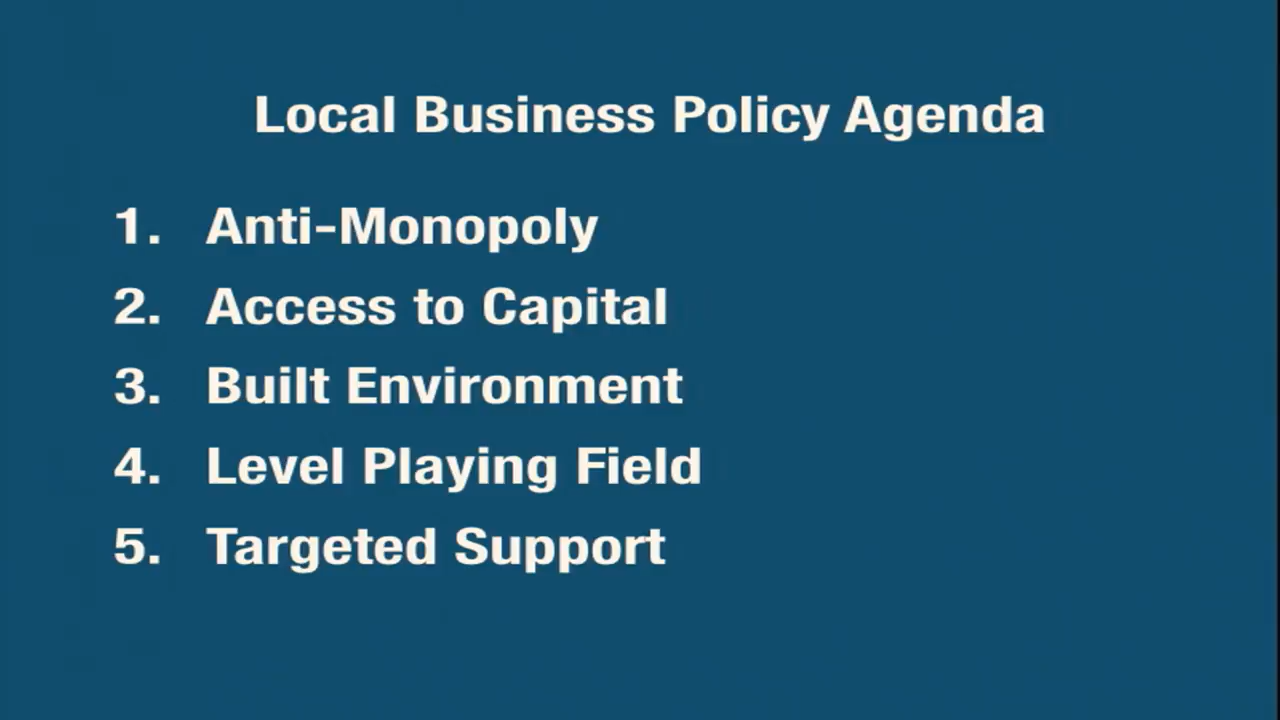 Local Business Policy Agenda
1. Anti-Monopoly
2. Access to Capital
3. Built Environment
4. Level Playing Field
5. Targeted Support